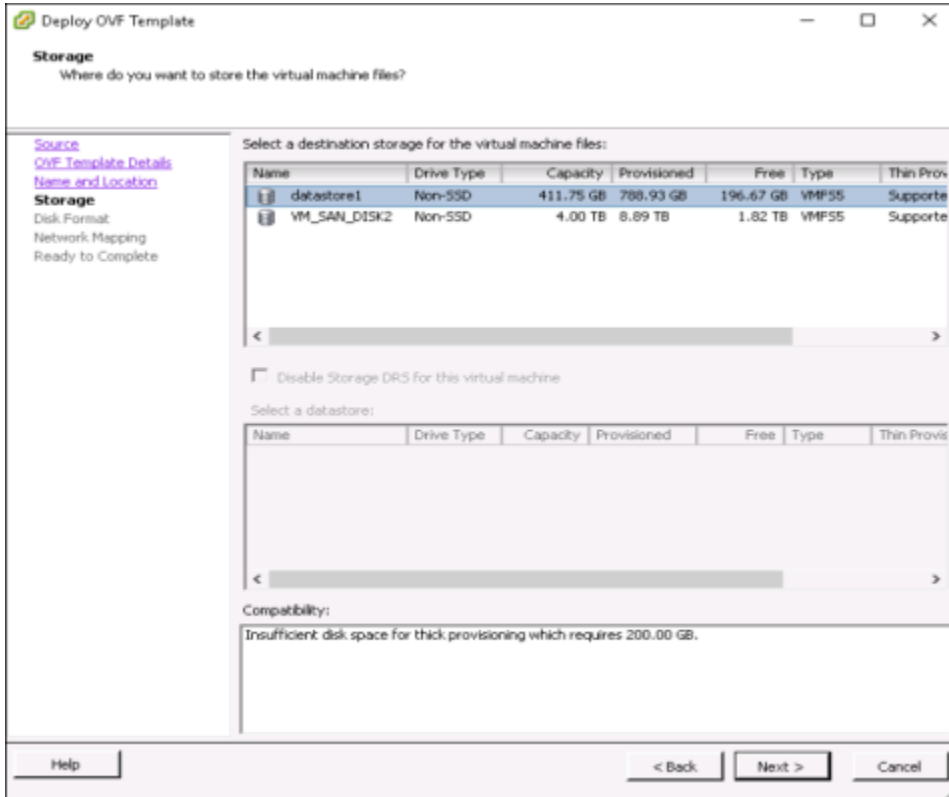 Deploy OVF Template
Storage
Where do you want to store the virtual machine files?
Source
OVF Template Details
Name and Location
Storage
Disk Format
Network Mapping
Ready to Complete
Select a destination storage for the virtual machine files:
Name Drive Type Capacity Provisioned Free Type Thin Prov
datastore1 Non-SSD 411.75 GB 788.93 GB 196.67 GB VMFS5 Supporte
VM_SAN_DISK2 Non-SSD 4.00 TB 8.89 TB 1.82 TB VMFS5 Supporte
Disable Storage DRS for this virtual machine
Select a datastore:
Name Drive Type Capacity Provisioned Free Type Thin Provis
Compatibility:
Insufficient disk space for thick provisioning which requires 200.00 GB.
Help < Back Next > Cancel